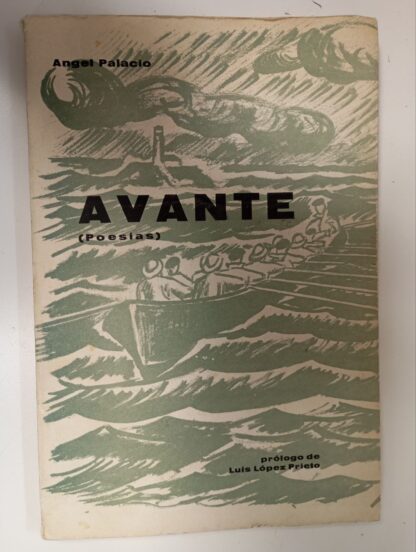 Angel Palacio
AVANTE
(Poesías)
prólogo de
Luis López Prieto